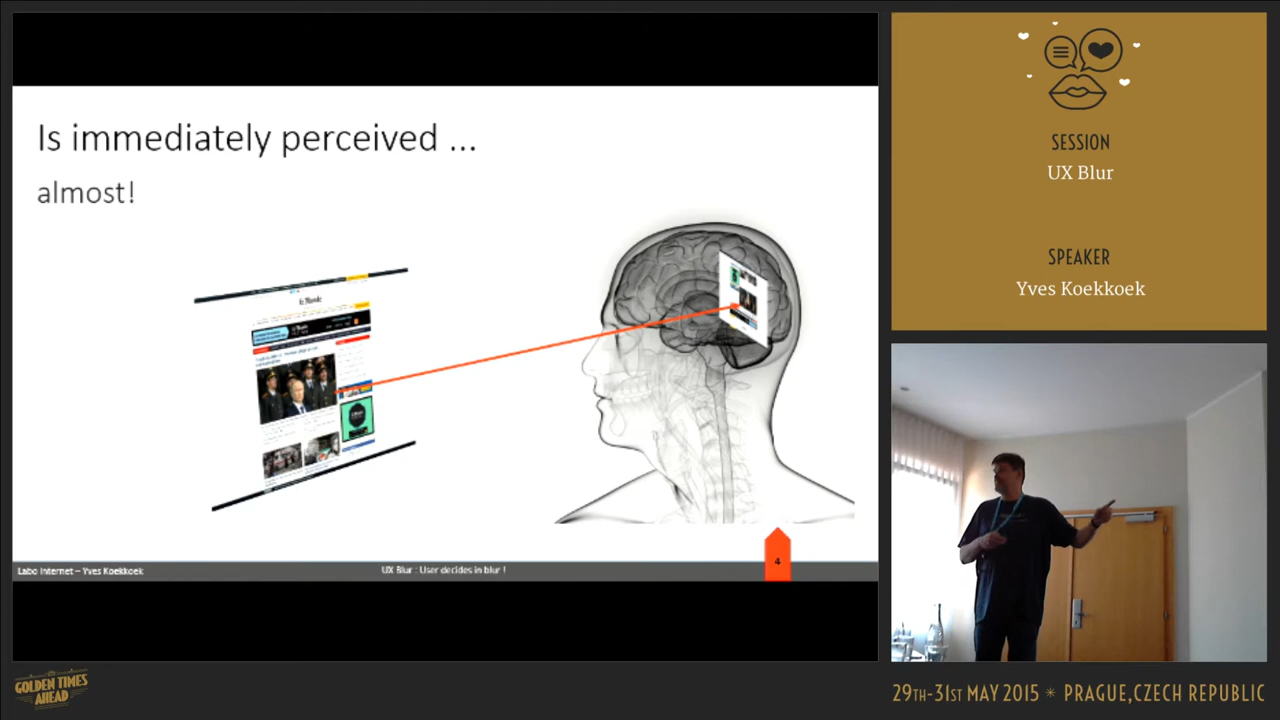 Is immediately perceived ...
almost!
Le Monde
Labo Internet – Yves Koekkoek
UX Blur : User decides in blur !
4
SESSION
UX Blur
SPEAKER
Yves Koekkoek
GOLDEN TIMES
AHEAD
29TH-31ST MAY 2015 * PRAGUE,CZECH REPUBLIC